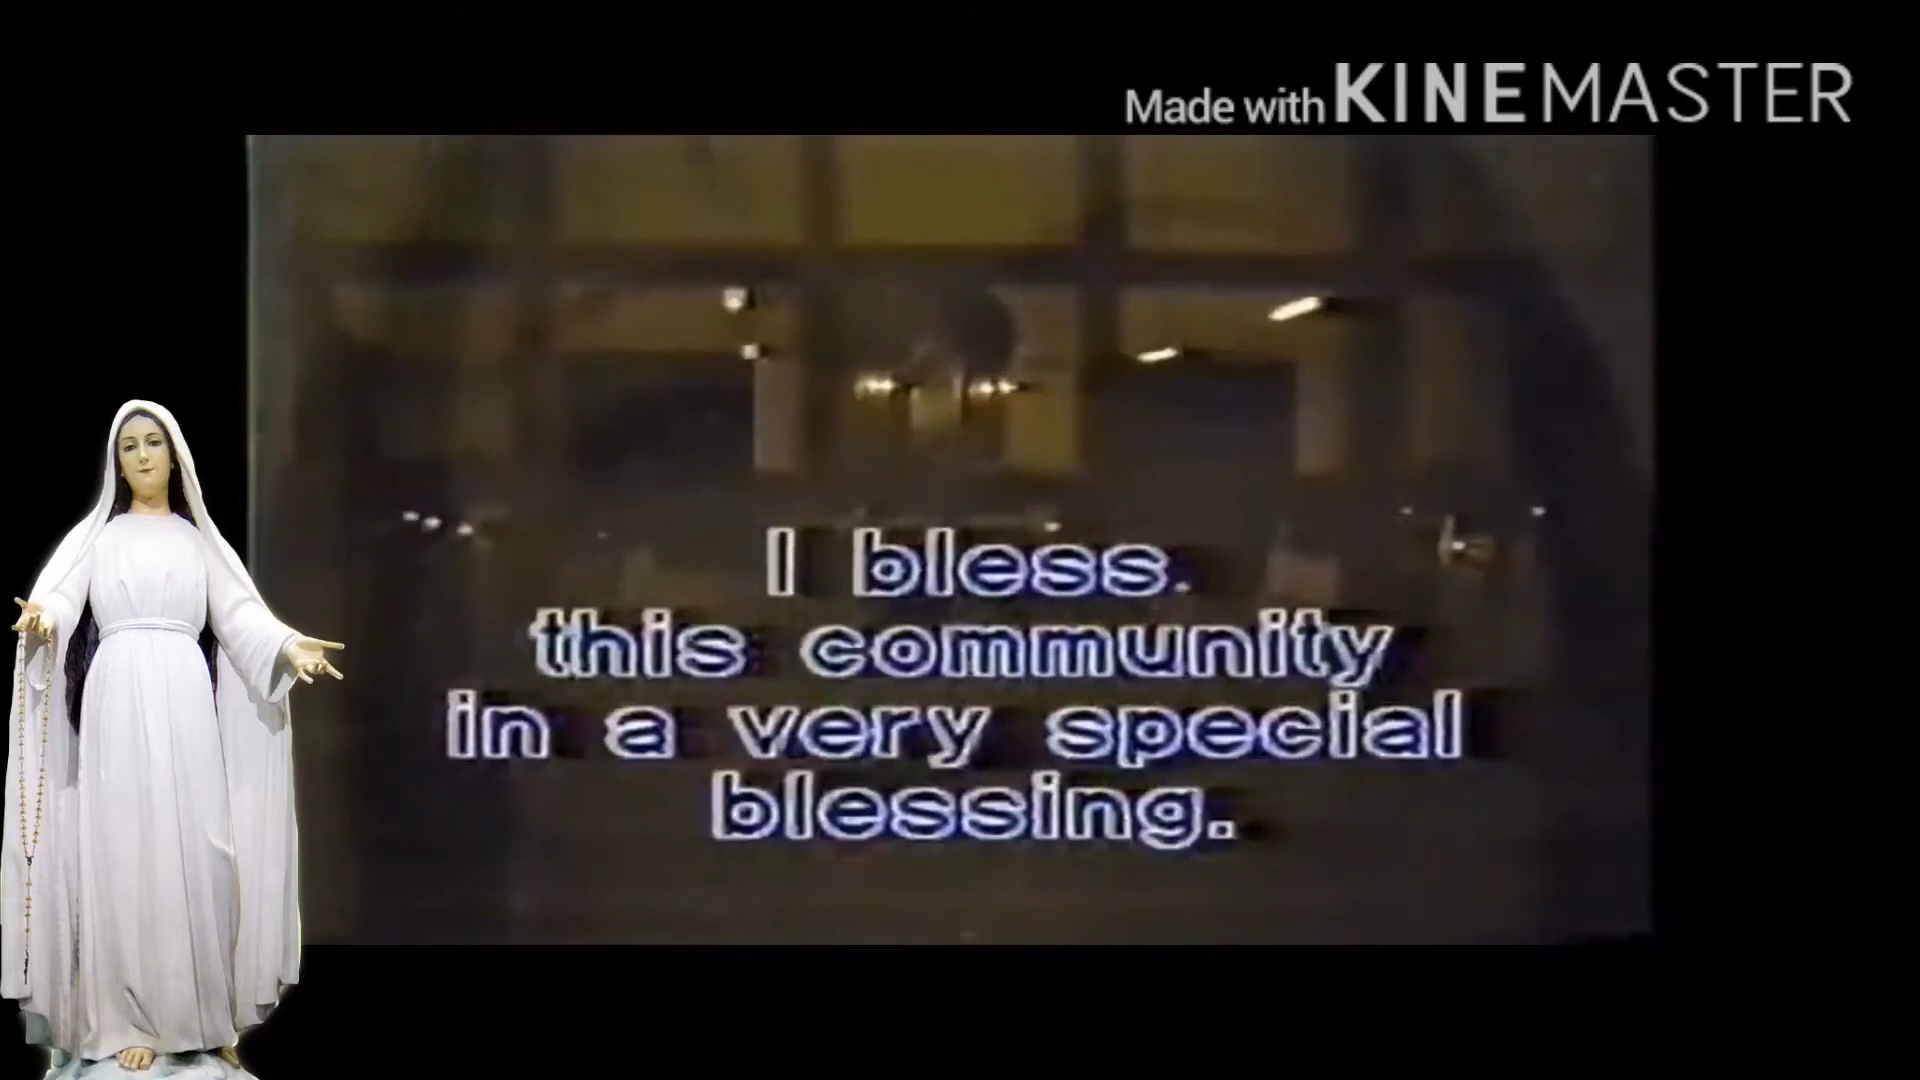 Made with KINEMASTER
I bless.
this community
in a very special
blessing.